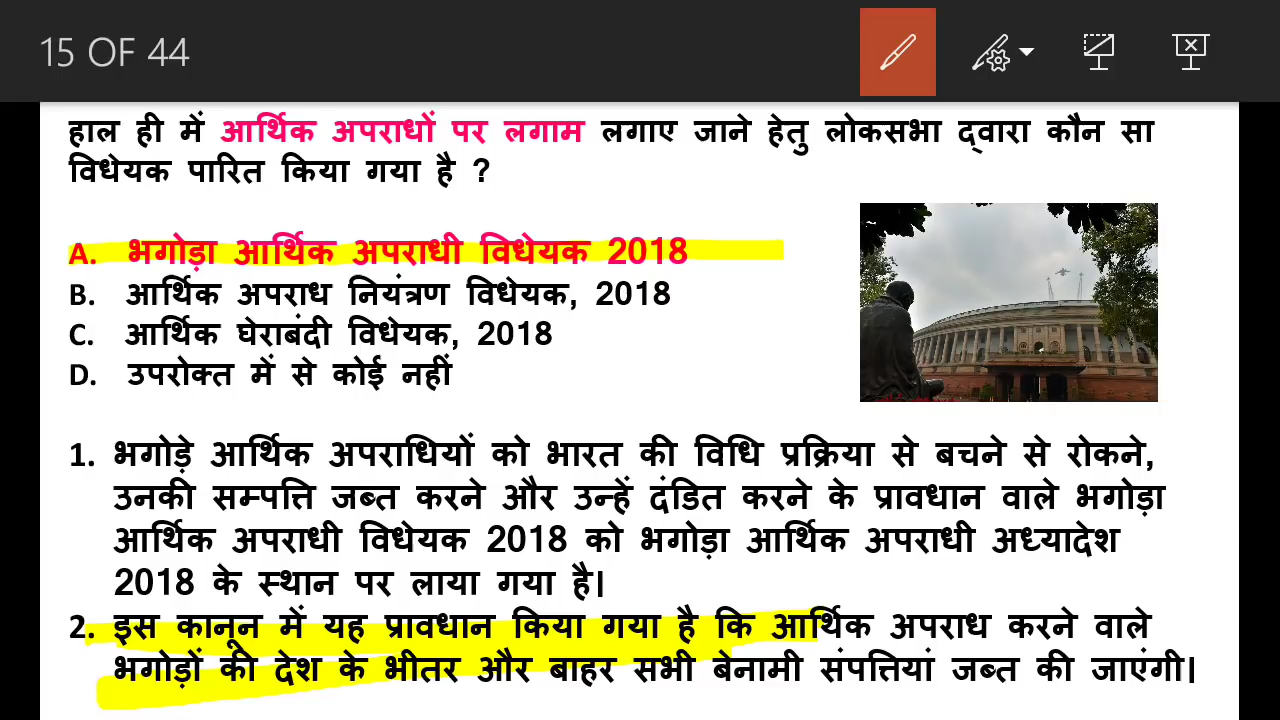 15 OF 44
हाल ही में आर्थिक अपराधों पर लगाम लगाए जाने हेतु लोकसभा द्वारा कौन सा
विधेयक पारित किया गया है ?
A. भगोड़ा आर्थिक अपराधी विधेयक 2018
B. आर्थिक अपराध नियंत्रण विधेयक, 2018
C. आर्थिक घेराबंदी विधेयक, 2018
D. उपरोक्त में से कोई नहीं
1. भगोड़े आर्थिक अपराधियों को भारत की विधि प्रक्रिया से बचने से रोकने,
उनकी सम्पत्ति जब्त करने और उन्हें दंडित करने के प्रावधान वाले भगोड़ा
आर्थिक अपराधी विधेयक 2018 को भगोड़ा आर्थिक अपराधी अध्यादेश
2018 के स्थान पर लाया गया है।
2. इस कानून में यह प्रावधान किया गया है कि आर्थिक अपराध करने वाले
भगोड़ों की देश के भीतर और बाहर सभी बेनामी संपत्तियां जब्त की जाएंगी।